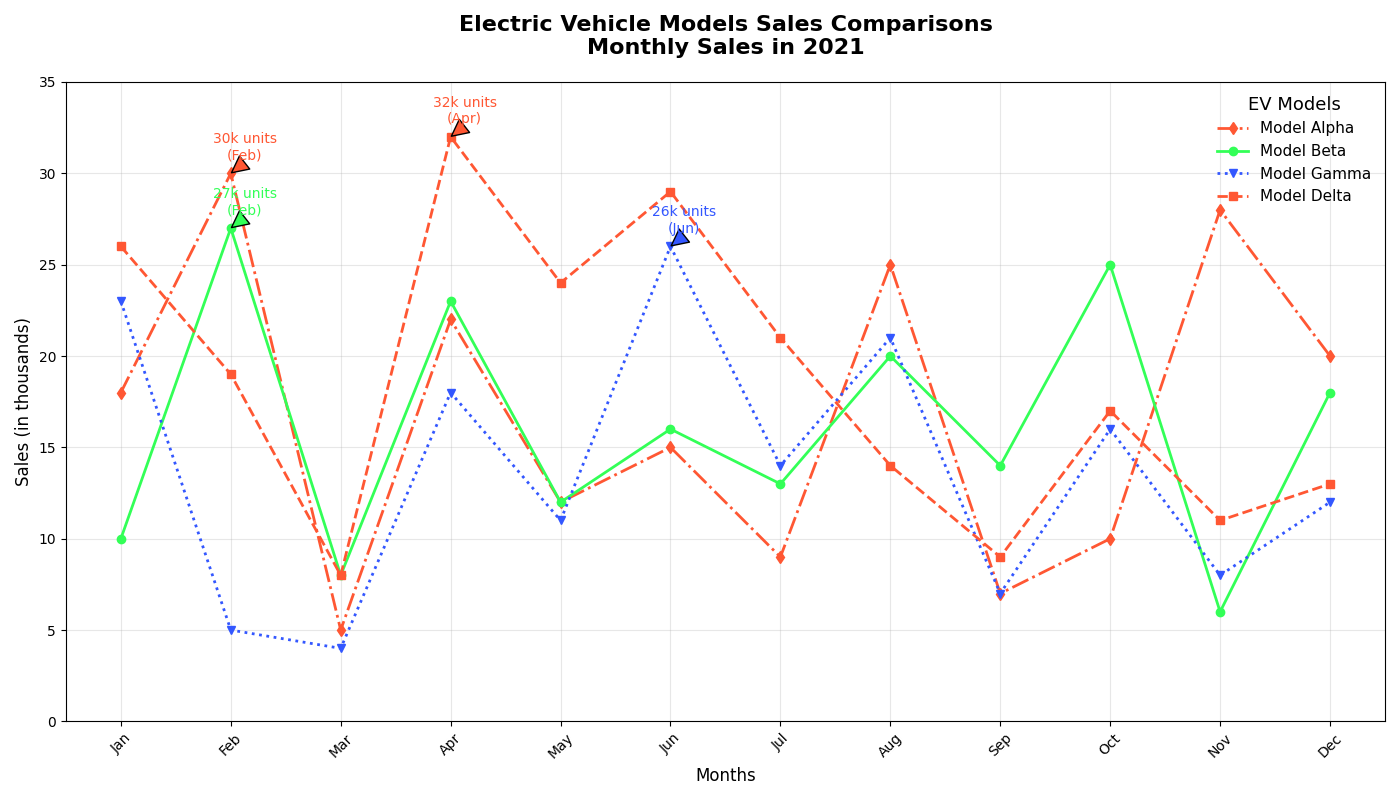 Electric Vehicle Models Sales Comparisons
Monthly Sales in 2021
Sales (in thousands)
35
30
25
20
15
10
5
0
30k units
(Feb)
27k units
(Feb)
32k units
(Apr)
26k units
(Jun)
EV Models
Model Alpha
Model Beta
Model Gamma
Model Delta
Jan
Feb
Mar
Apr
May
Jun
Jul
Aug
Sep
Oct
Nov
Dec
Months